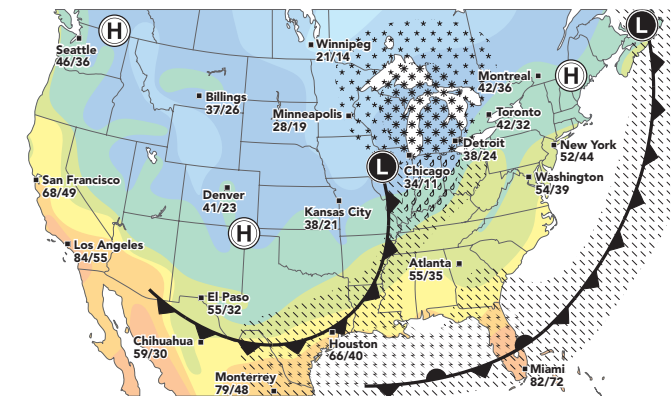 L
H
Seattle
46/36
Winnipeg
21/14
Montreal
42/36
H
Billings
37/26
Minneapolis
28/19
Toronto
42/32
Detroit
38/24
New York
52/44
L
Chicago
34/11
San Francisco
68/49
Denver
41/23
Kansas City
38/21
Washington
54/39
H
Los Angeles
84/55
Atlanta
55/35
El Paso
55/32
Chihuahua
59/30
Houston
66/40
Monterrey
79/48
Miami
82/72